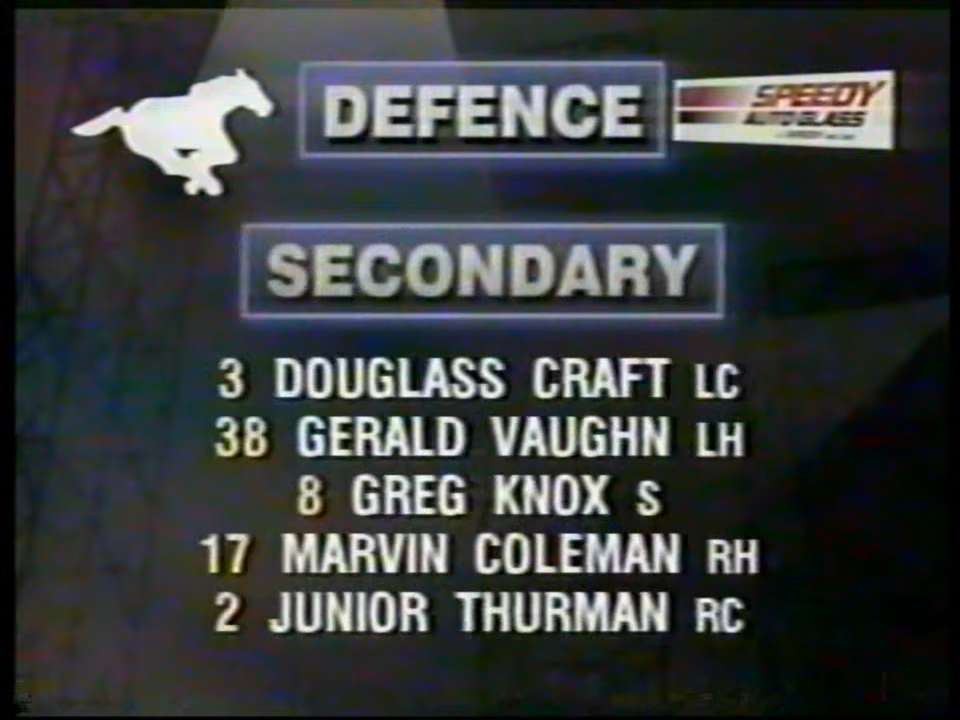 DEFENCE
SPEEDY
AUTO GLASS
SECONDARY
3 DOUGLASS CRAFT LC
38 GERALD VAUGHN LH
8 GREG KNOX S
17 MARVIN COLEMAN RH
2 JUNIOR THURMAN RC